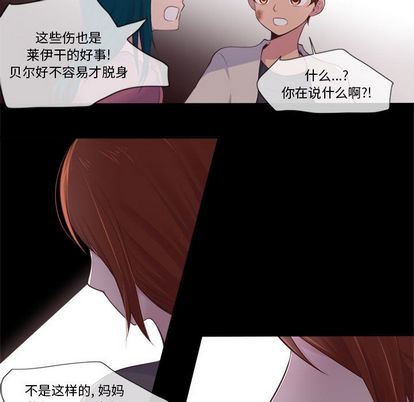 这些伤也是
莱伊干的好事!
贝尔好不容易才脱身
什么...?
你在说什么啊?!
不是这样的, 妈妈